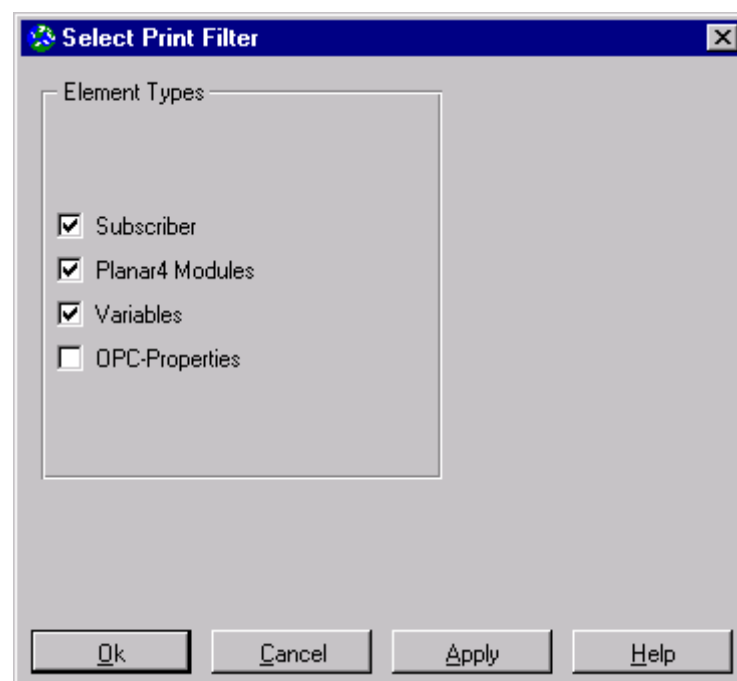 Select Print Filter
Element Types
Subscriber
Planar4 Modules
Variables
OPC-Properties
Ok Cancel Apply Help